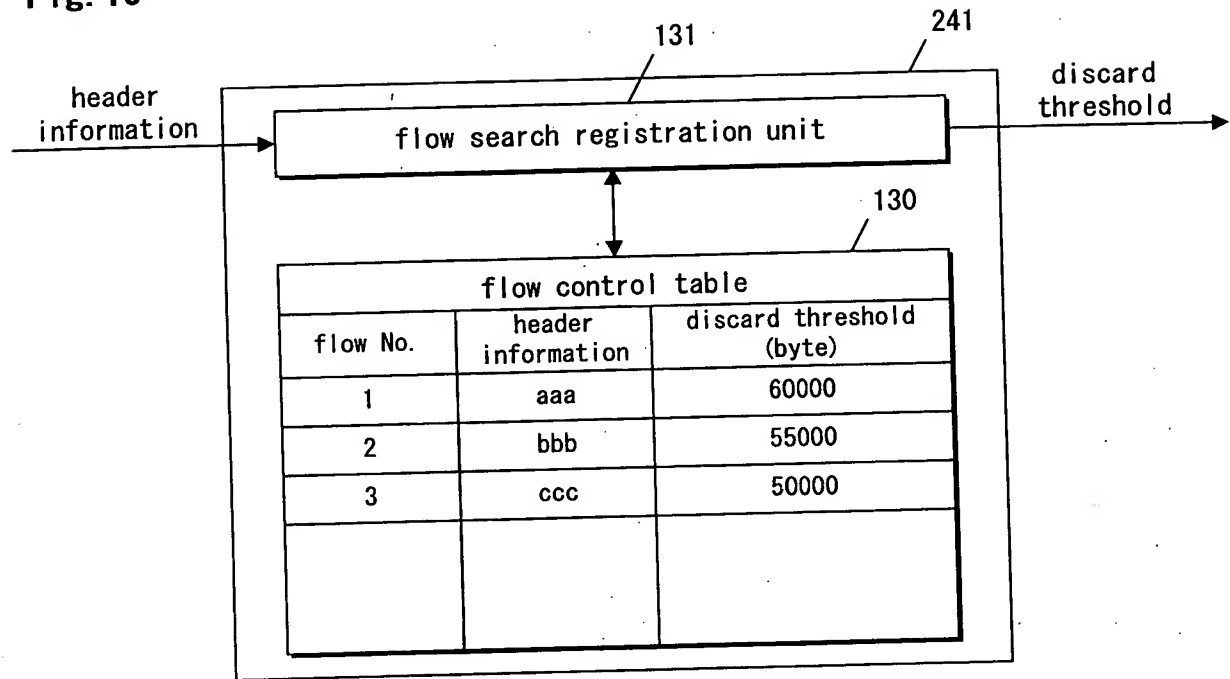 131
241
header
information
discard
threshold
flow search registration unit
130
flow control table
flow No.
header
information
discard threshold
(byte)
1
aaa
60000
2
bbb
55000
3
ccc
50000